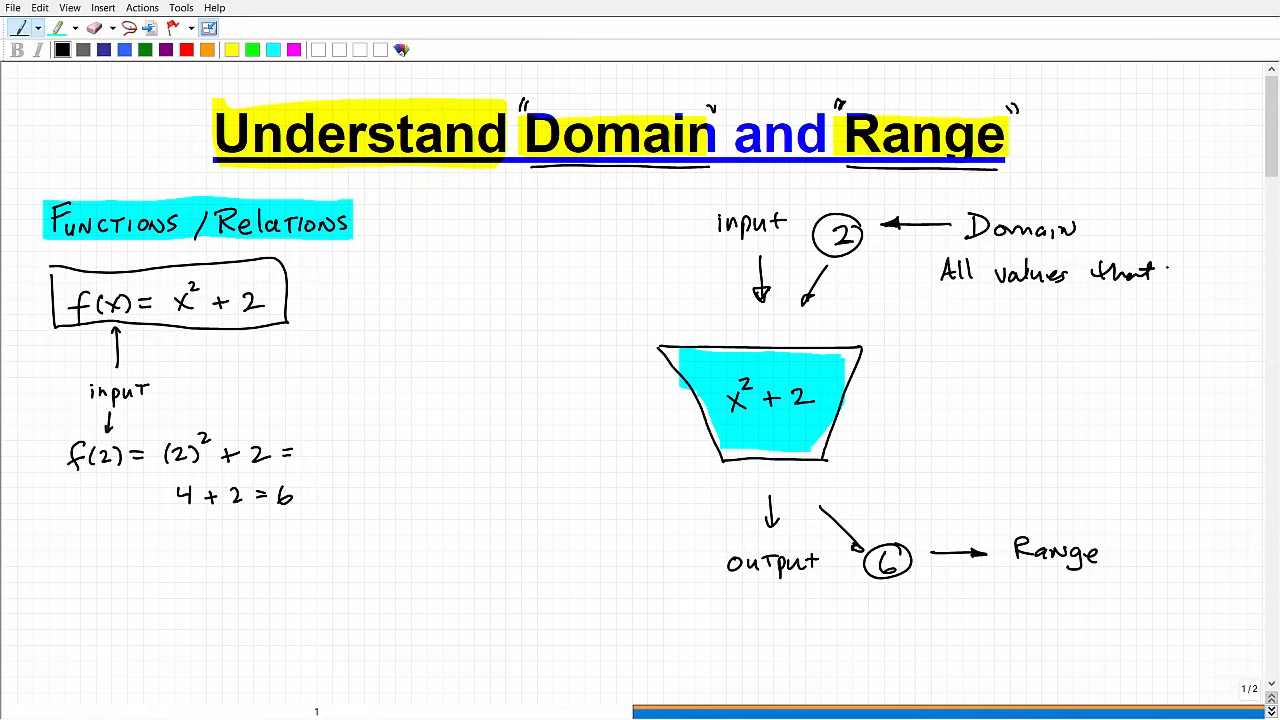 File Edit View Insert Actions Tools Help
B I
Understand "Domain" and "Range"
Functions / Relations
f(x) = x² + 2
input
f(2) = (2)² + 2 =
4 + 2 = 6
input 2 Domain
All values that
x² + 2
output 6 Range
1/2
1